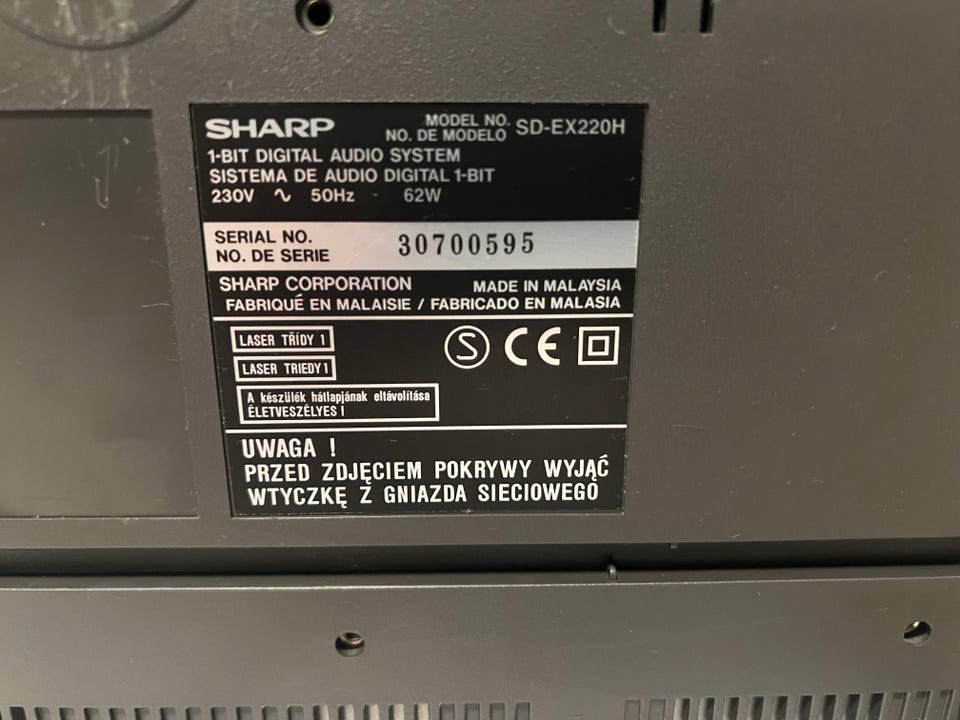 SHARP MODEL NO. SD-EX220H
NO. DE MODELO
1-BIT DIGITAL AUDIO SYSTEM
SISTEMA DE AUDIO DIGITAL 1-BIT
230V ∿ 50Hz 62W
SERIAL NO. 30700595
NO. DE SERIE
SHARP CORPORATION MADE IN MALAYSIA
FABRIQUÉ EN MALAISIE / FABRICADO EN MALASIA
LASER TŘÍDY 1
S CE
LASER TRIEDY 1
A készülék hátlapjának eltávolítása
ÉLETVESZÉLYES !
UWAGA !
PRZED ZDJĘCIEM POKRYWY WYJĄĆ
WTYCZKĘ Z GNIAZDA SIECIOWEGO